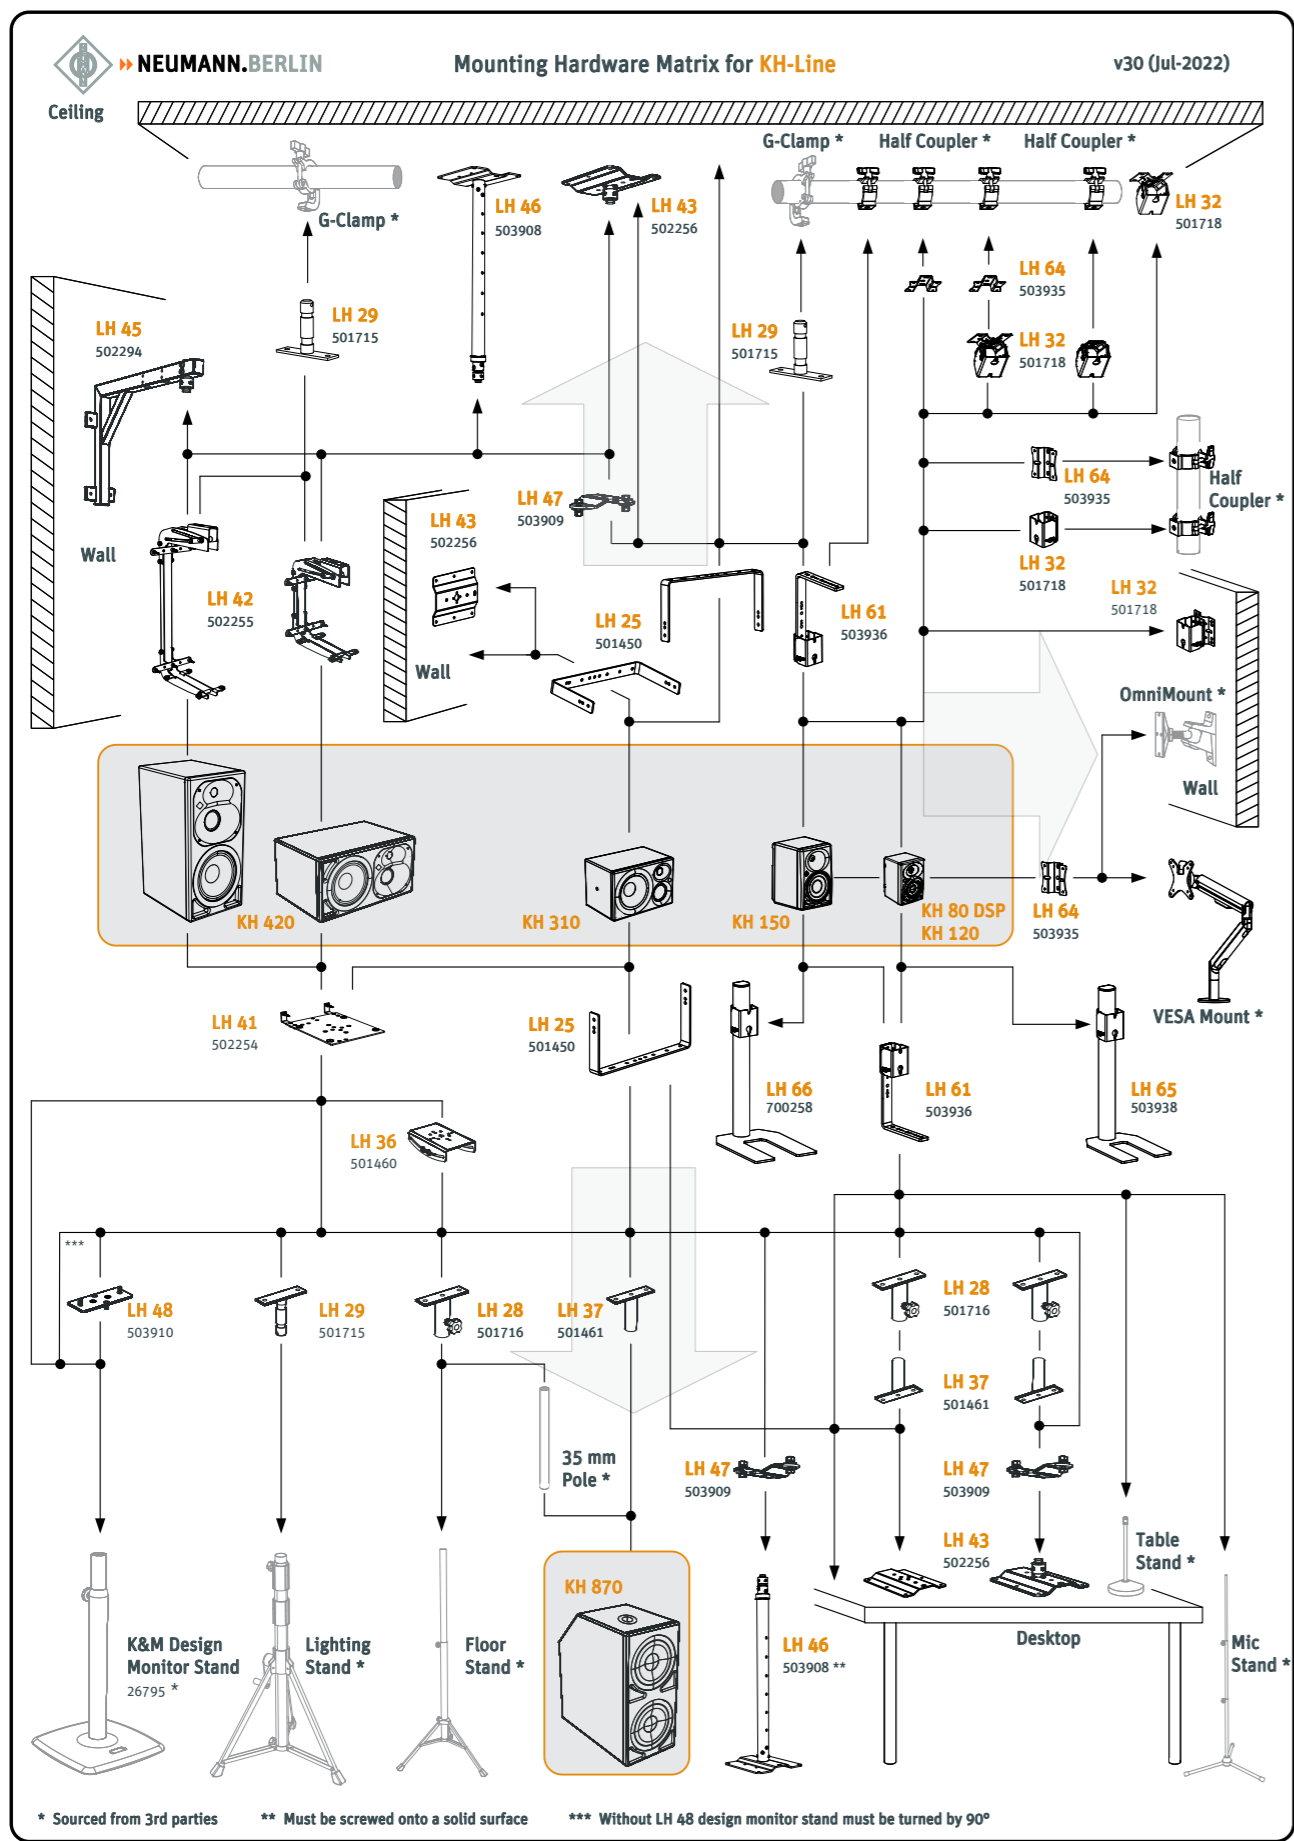 NEUMANN.BERLIN
Mounting Hardware Matrix for KH-Line
v30 (Jul-2022)
Ceiling
G-Clamp *
Half Coupler *
Half Coupler *
G-Clamp *
LH 46
503908
LH 43
502256
LH 32
501718
LH 64
503935
LH 45
502294
LH 29
501715
LH 29
501715
LH 32
501718
LH 64
503935
Half
Coupler *
LH 47
503909
LH 43
502256
Wall
LH 32
501718
LH 42
502255
LH 25
501450
LH 61
503936
LH 32
501718
Wall
OmniMount *
Wall
KH 420
KH 310
KH 150
KH 80 DSP
KH 120
LH 64
503935
VESA Mount *
LH 41
502254
LH 25
501450
LH 66
700258
LH 61
503936
LH 65
503938
LH 36
501460
***
LH 48
503910
LH 29
501715
LH 28
501716
LH 37
501461
LH 28
501716
LH 37
501461
35 mm
Pole *
LH 47
503909
LH 47
503909
LH 43
502256
Table
Stand *
KH 870
K&M Design
Monitor Stand
26795 *
Lighting
Stand *
Floor
Stand *
LH 46
503908 **
Desktop
Mic
Stand *
* Sourced from 3rd parties
** Must be screwed onto a solid surface
*** Without LH 48 design monitor stand must be turned by 90°